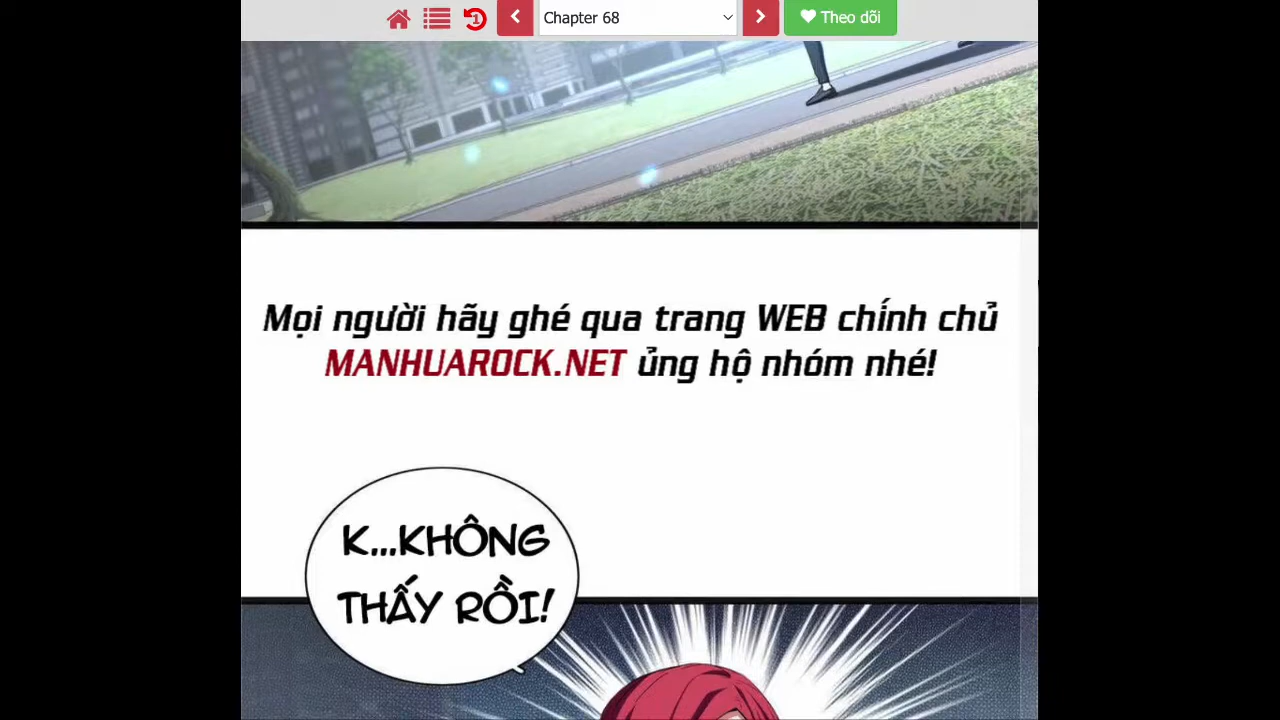 Chapter 68
Theo dõi
Mọi người hãy ghé qua trang WEB chính chủ
MANHUAROCK.NET ủng hộ nhóm nhé!
K...KHÔNG
THẤY RỒI!